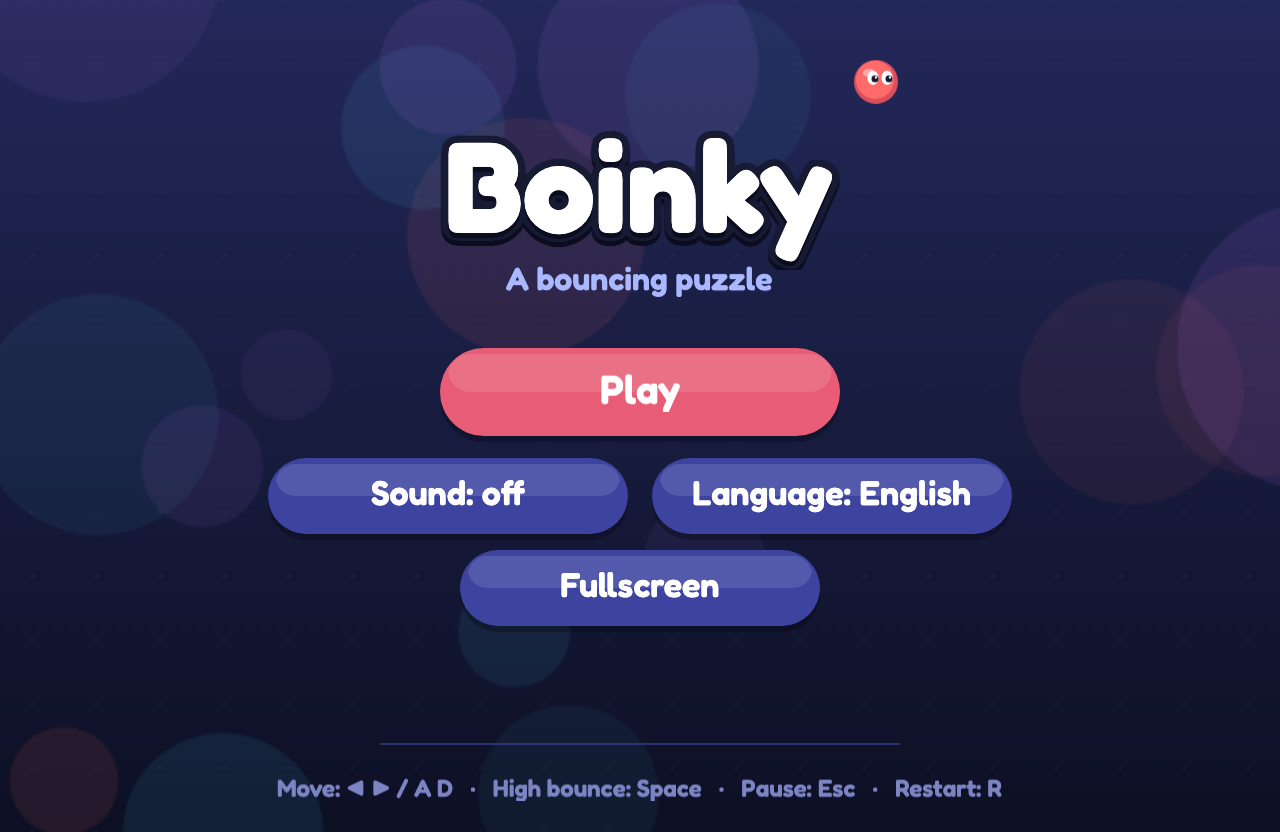 Boinky
A bouncing puzzle
Play
Sound: off
Language: English
Fullscreen
Move: ◀ ▶ / A D · High bounce: Space · Pause: Esc · Restart: R